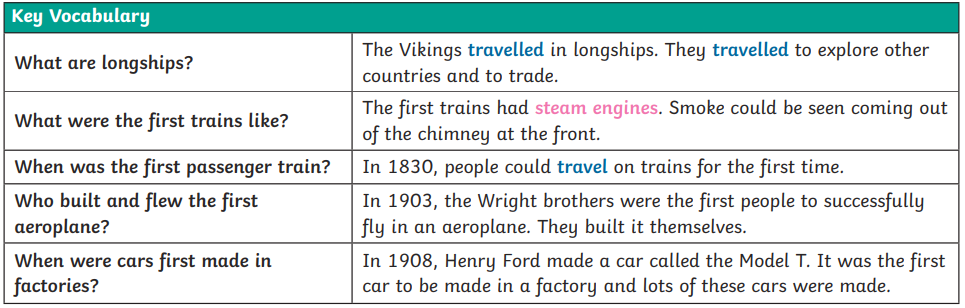 Key Vocabulary
What are longships?
The Vikings travelled in longships. They travelled to explore other
countries and to trade.
What were the first trains like?
The first trains had steam engines. Smoke could be seen coming out
of the chimney at the front.
When was the first passenger train?
In 1830, people could travel on trains for the first time.
Who built and flew the first
aeroplane?
In 1903, the Wright brothers were the first people to successfully
fly in an aeroplane. They built it themselves.
When were cars first made in
factories?
In 1908, Henry Ford made a car called the Model T. It was the first
car to be made in a factory and lots of these cars were made.